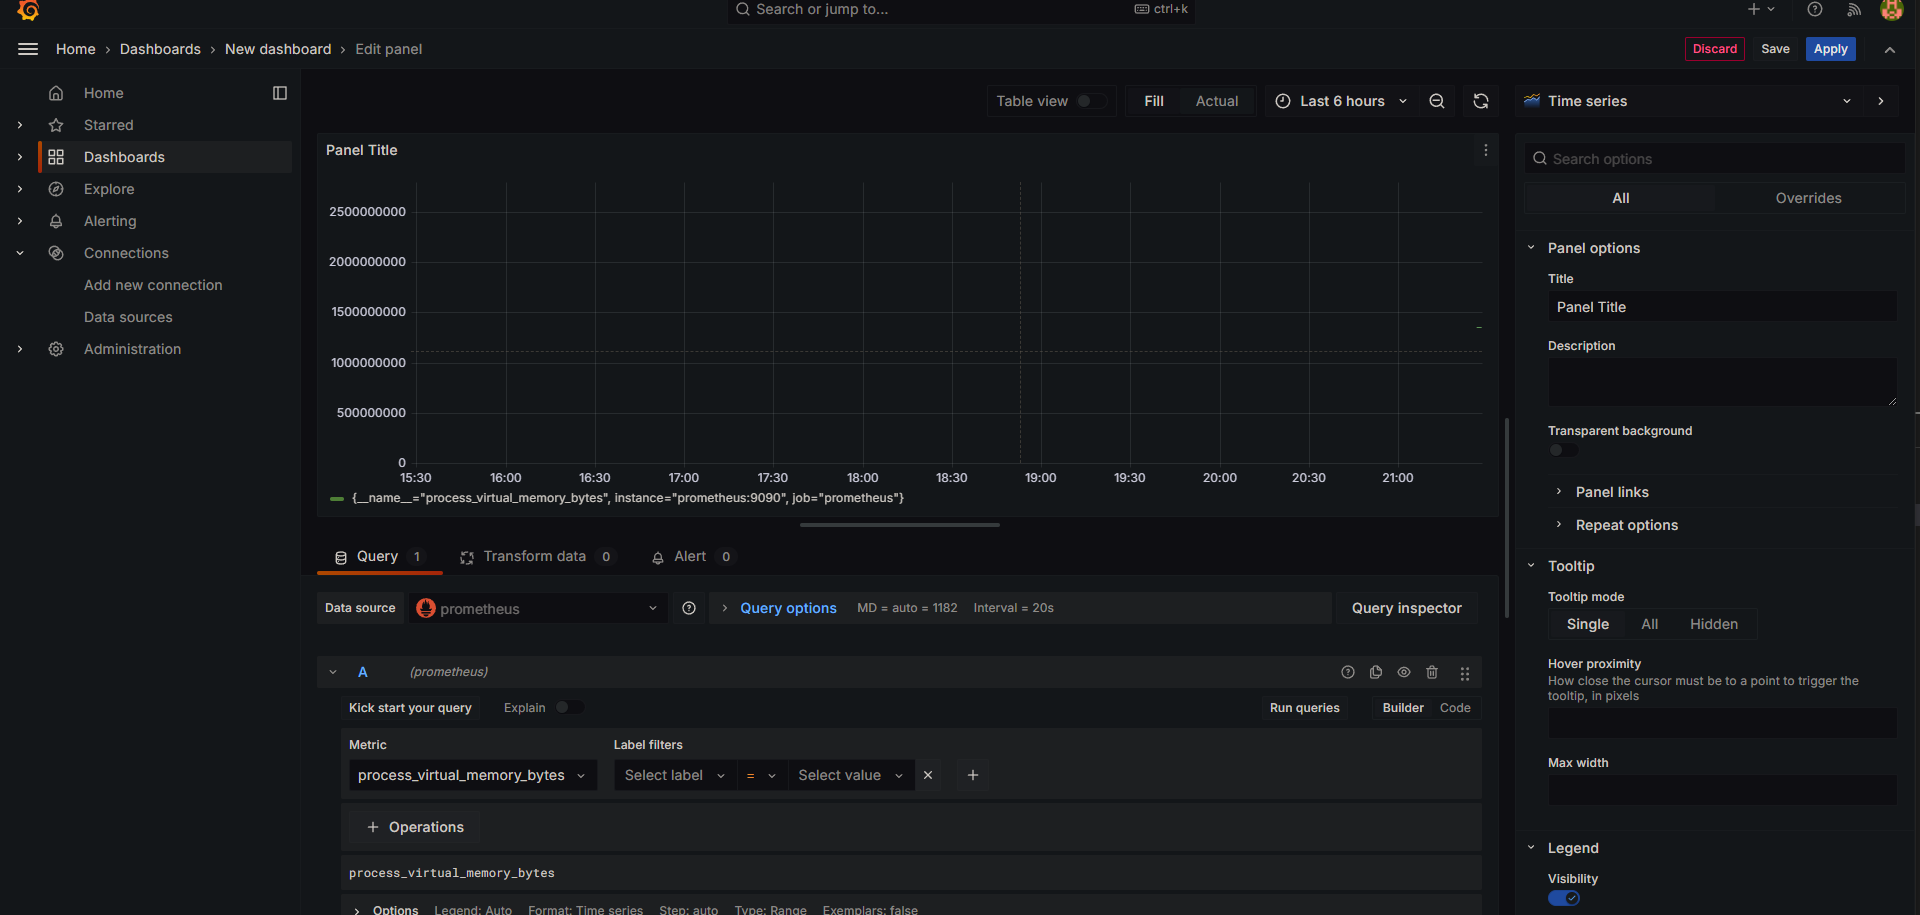 Search or jump to...
ctrl+k
Home › Dashboards › New dashboard › Edit panel
Discard
Save
Apply
Home
Starred
Dashboards
Explore
Alerting
Connections
Add new connection
Data sources
Administration
Table view
Fill
Actual
Last 6 hours
Time series
Panel Title
2500000000
2000000000
1500000000
1000000000
500000000
0
15:30 16:00 16:30 17:00 17:30 18:00 18:30 19:00 19:30 20:00 20:30 21:00
{__name__="process_virtual_memory_bytes", instance="prometheus:9090", job="prometheus"}
Query 1
Transform data 0
Alert 0
Data source
prometheus
Query options
MD = auto = 1182
Interval = 20s
Query inspector
A
(prometheus)
Kick start your query
Explain
Run queries
Builder
Code
Metric
Label filters
process_virtual_memory_bytes
Select label
=
Select value
+ Operations
process_virtual_memory_bytes
Options
Legend: Auto
Format: Time series
Step: auto
Type: Range
Exemplars: false
Search options
All
Overrides
Panel options
Title
Panel Title
Description
Transparent background
Panel links
Repeat options
Tooltip
Tooltip mode
Single
All
Hidden
Hover proximity
How close the cursor must be to a point to trigger the
tooltip, in pixels
Max width
Legend
Visibility